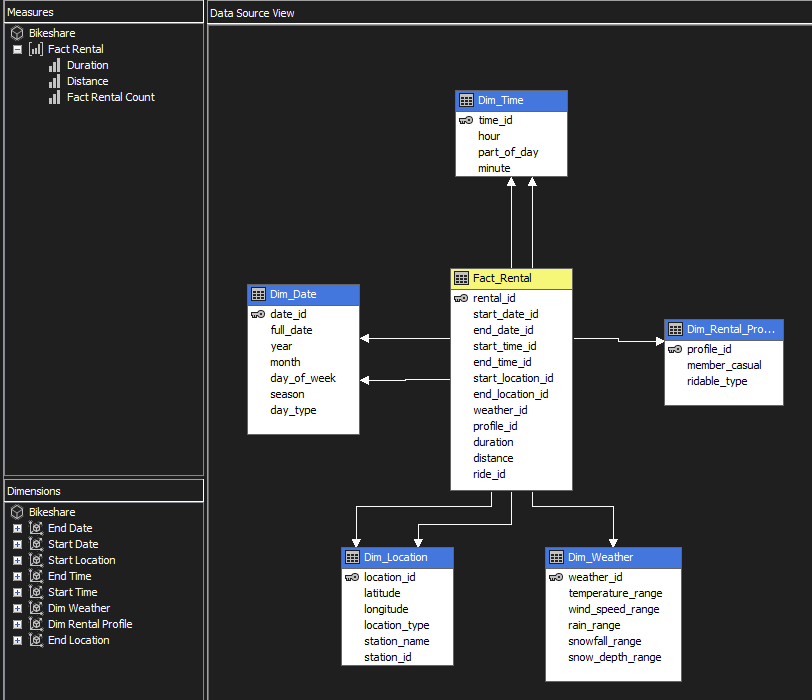 Measures
Bikeshare
Fact Rental
Duration
Distance
Fact Rental Count
Dimensions
Bikeshare
End Date
Start Date
Start Location
End Time
Start Time
Dim Weather
Dim Rental Profile
End Location
Data Source View
Dim_Time
time_id
hour
part_of_day
minute
Dim_Date
date_id
full_date
year
month
day_of_week
season
day_type
Fact_Rental
rental_id
start_date_id
end_date_id
start_time_id
end_time_id
start_location_id
end_location_id
weather_id
profile_id
duration
distance
ride_id
Dim_Rental_Pro...
profile_id
member_casual
ridable_type
Dim_Location
location_id
latitude
longitude
location_type
station_name
station_id
Dim_Weather
weather_id
temperature_range
wind_speed_range
rain_range
snowfall_range
snow_depth_range